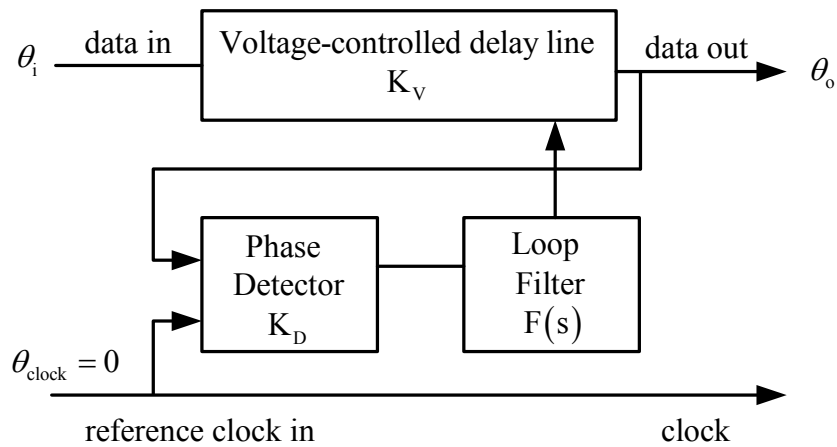 θi
data in
Voltage-controlled delay line
KV
data out
θo
Phase
Detector
KD
Loop
Filter
F(s)
θclock = 0
reference clock in
clock